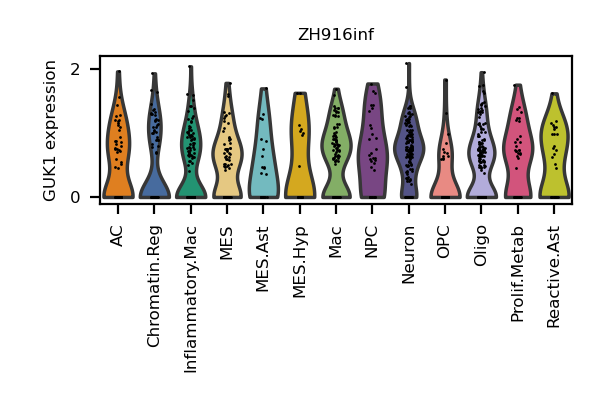 ZH916inf
GUK1 expression
2
0
AC
Chromatin.Reg
Inflammatory.Mac
MES
MES.Ast
MES.Hyp
Mac
NPC
Neuron
OPC
Oligo
Prolif.Metab
Reactive.Ast